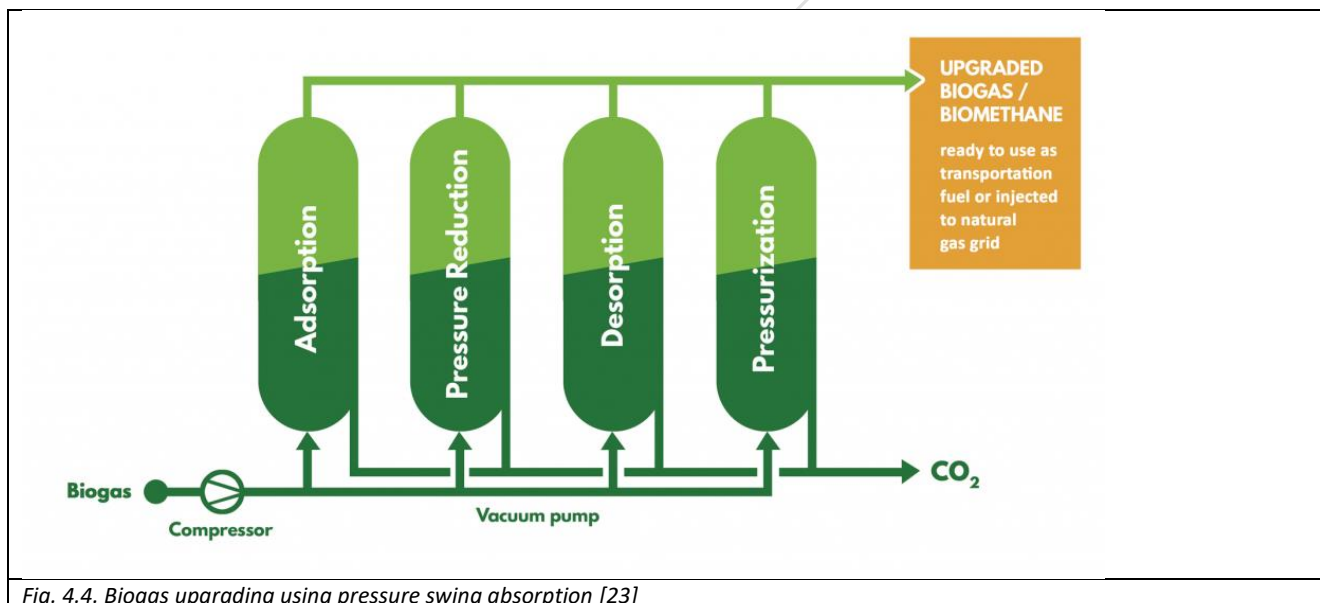 UPGRADED
BIOGAS /
BIOMETHANE
ready to use as
transportation
fuel or injected
to natural
gas grid
Adsorption
Pressure Reduction
Desorption
Pressurization
Biogas
Compressor
Vacuum pump
CO₂
Fig. 4.4. Biogas upgrading using pressure swing absorption [23]